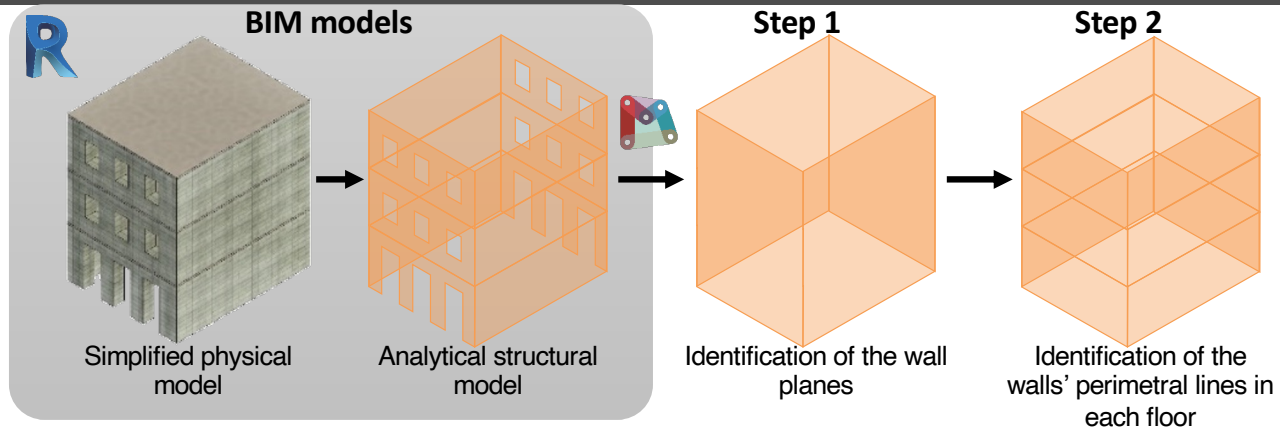 BIM models
Step 1
Step 2
R
Simplified physical
model
Analytical structural
model
Identification of the wall
planes
Identification of the
walls' perimetral lines in
each floor